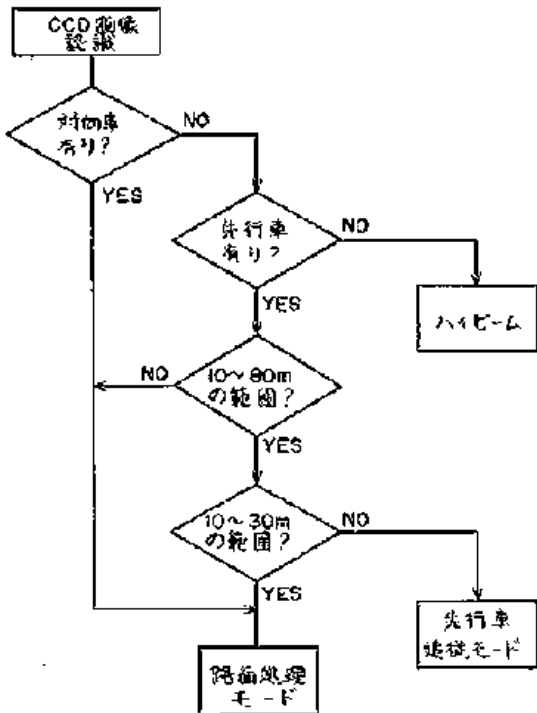 CCD画像
認識
対向車
有り?
NO
YES
先行車
有り?
NO
YES
ハイビーム
10~80m
の範囲?
NO
YES
10~30m
の範囲?
NO
YES
先行車
追従モード
路面処理
モード